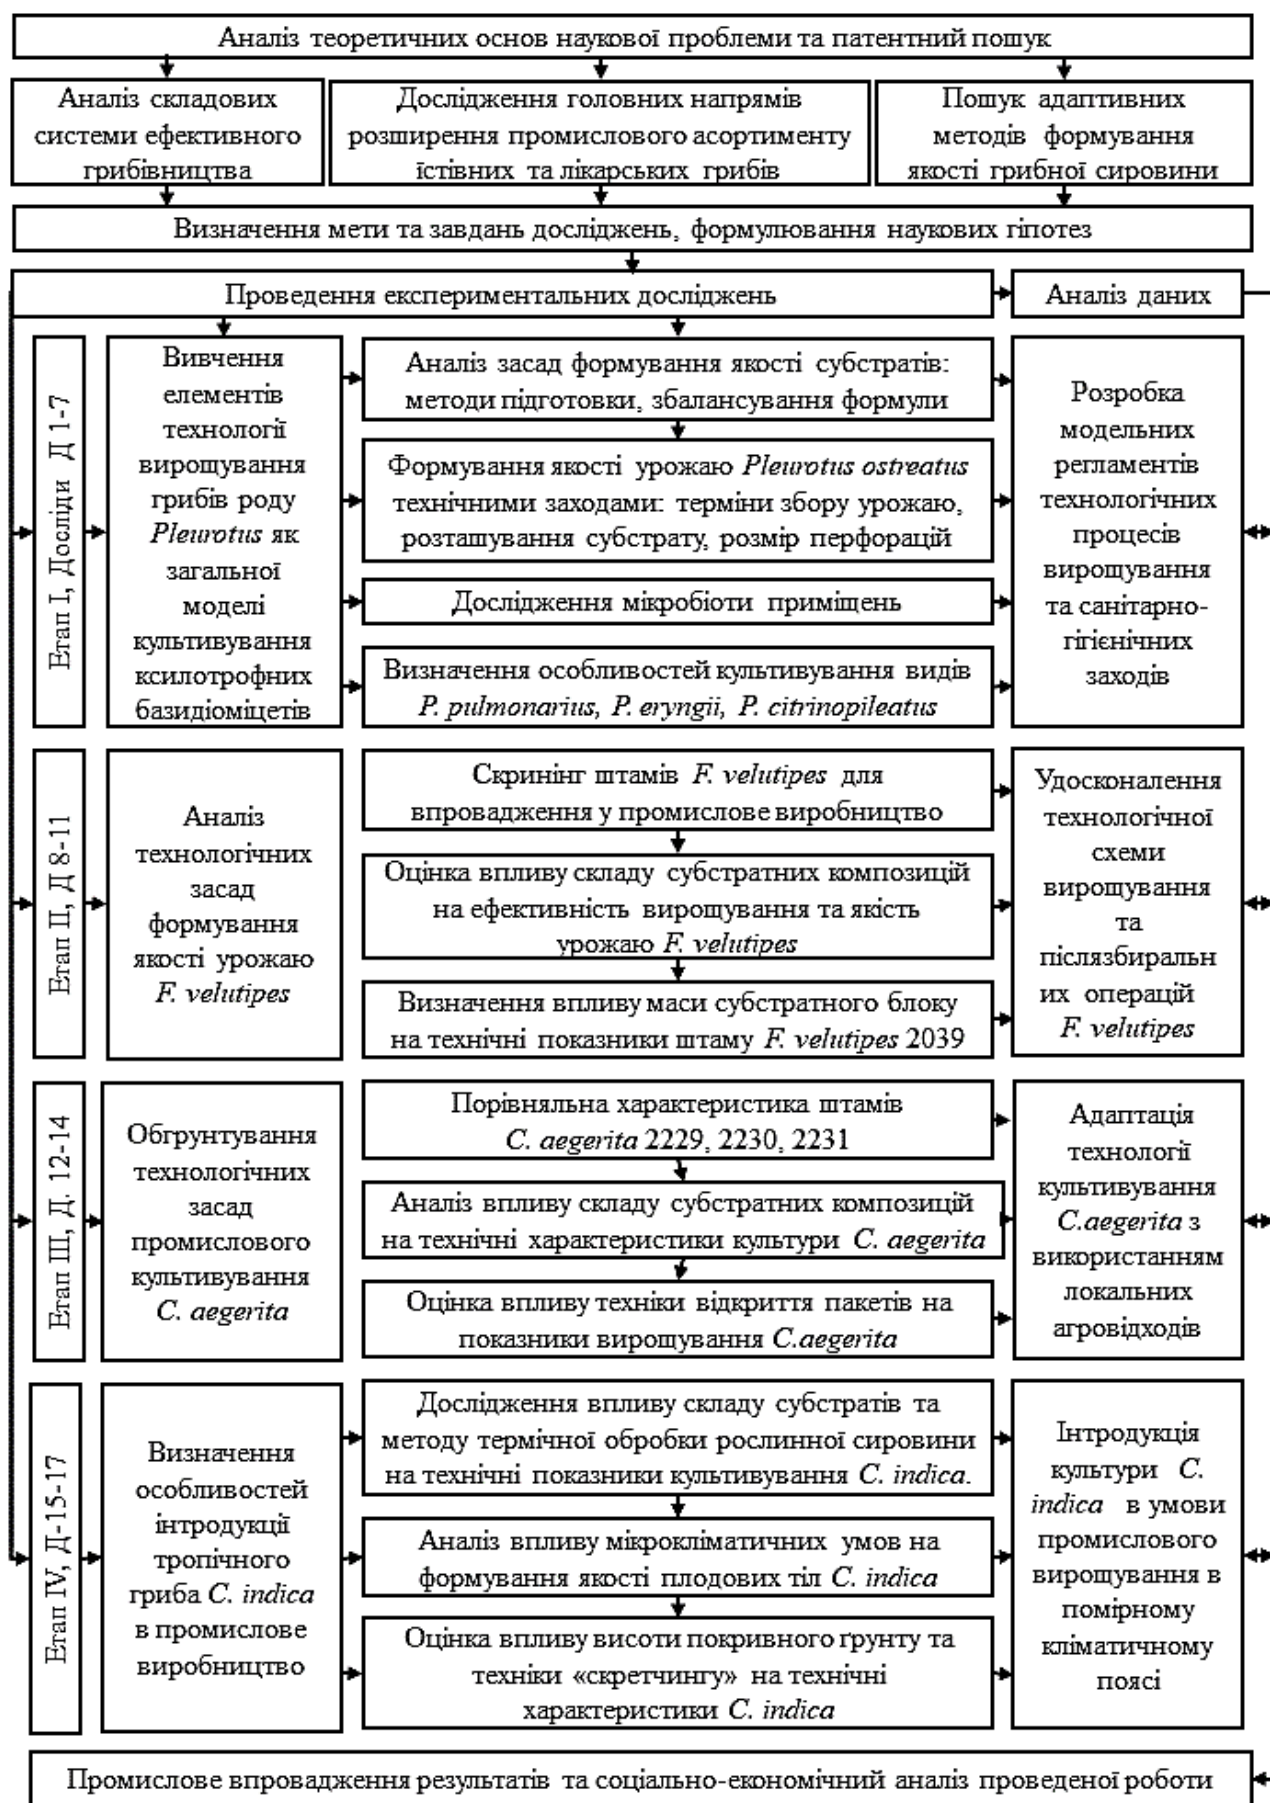 Аналіз теоретичних основ наукової проблеми та патентний пошук
Аналіз складових
системи ефективного
грибівництва
Дослідження головних напрямів
розширення промислового асортименту
їстівних та лікарських грибів
Пошук адаптивних
методів формування
якості грибної сировини
Визначення мети та завдань досліджень, формулювання наукових гіпотез
Проведення експериментальних досліджень
Аналіз даних
Етап I, Досліди Д 1-7
Вивчення
елементів
технології
вирощування
грибів роду
Pleurotus як
загальної
моделі
культивування
ксилотрофних
базидіоміцетів
Аналіз засад формування якості субстратів:
методи підготовки, збалансування формули
Формування якості урожаю Pleurotus ostreatus
технічними заходами: терміни збору урожаю,
розташування субстрату, розмір перфорацій
Дослідження мікробіоти приміщень
Визначення особливостей культивування видів
P. pulmonarius, P. eryngii, P. citrinopileatus
Розробка
модельних
регламентів
технологічних
процесів
вирощування
та санітарно-
гігієнічних
заходів
Етап II, Д 8-11
Аналіз
технологічних
засад
формування
якості урожаю
F. velutipes
Скринінг штамів F. velutipes для
впровадження у промислове виробництво
Оцінка впливу складу субстратних композицій
на ефективність вирощування та якість
урожаю F. velutipes
Визначення впливу маси субстратного блоку
на технічні показники штаму F. velutipes 2039
Удосконалення
технологічної
схеми
вирощування
та
післязбиральн
их операцій
F. velutipes
Етап III, Д. 12-14
Обгрунтування
технологічних
засад
промислового
культивування
C. aegerita
Порівняльна характеристика штамів
C. aegerita 2229, 2230, 2231
Аналіз впливу складу субстратних композицій
на технічні характеристики культури C. aegerita
Оцінка впливу техніки відкриття пакетів на
показники вирощування C.aegerita
Адаптація
технології
культивування
C.aegerita з
використанням
локальних
агровідходів
Етап IV, Д-15-17
Визначення
особливостей
інтродукції
тропічного
гриба C. indica
в промислове
виробництво
Дослідження впливу складу субстратів та
методу термічної обробки рослинної сировини
на технічні показники культивування C. indica.
Аналіз впливу мікрокліматичних умов на
формування якості плодових тіл C. indica
Оцінка впливу висоти покривного ґрунту та
техніки «скретчингу» на технічні
характеристики C. indica
Інтродукція
культури C.
indica в умови
промислового
вирощування в
помірному
кліматичному
поясі
Промислове впровадження результатів та соціально-економічний аналіз проведеної роботи